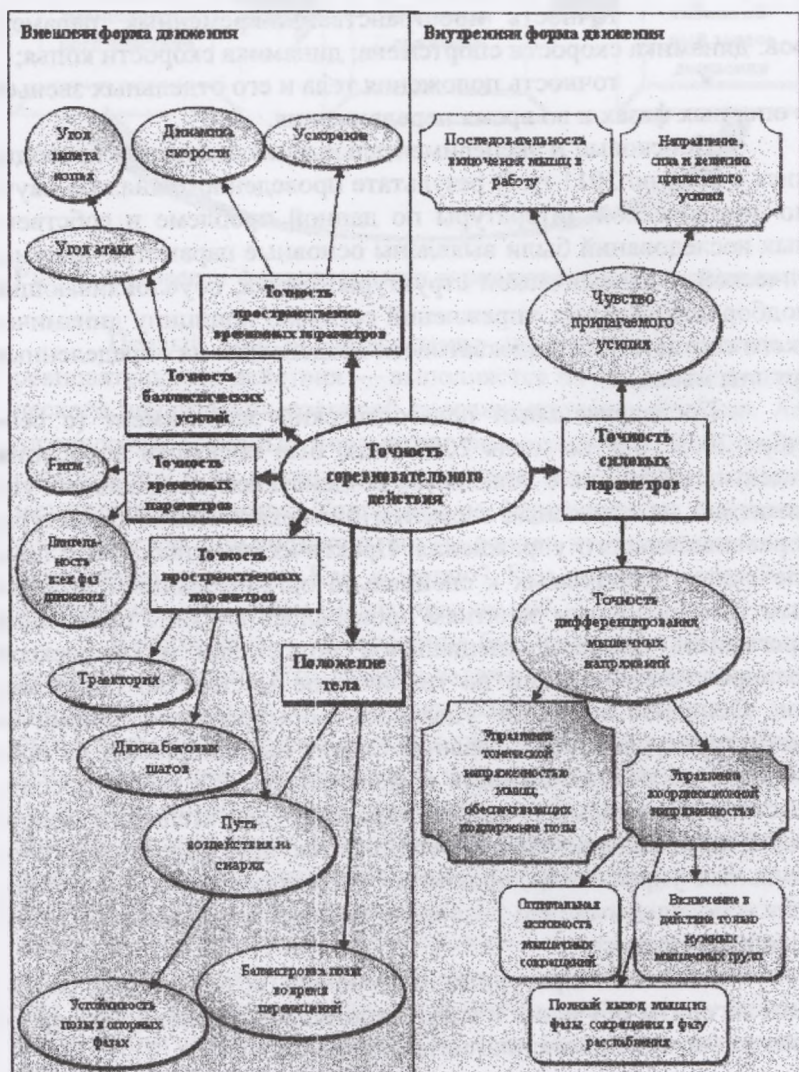 Внешняя форма движения
Внутренняя форма движения
Угол
вылета
копья
Динамика
скорости
Ускорение
Угол атаки
Точность
пространственно-
временных параметров
Точность
баллистических
усилий
Ритм
Точность
временных
параметров
Длитель-
ность
всех фаз
движения
Точность
пространственных
параметров
Точность
соревновательного
действия
Траектория
Длина беговых
шагов
Положение
тела
Путь
воздействия на
снаряд
Устойчивость
позы в опорных
фазах
Балансировка позы
во время
перемещений
Последовательность
включения мышц в
работу
Направление,
сила и величина
прилагаемого
усилия
Чувство
прилагаемого
усилия
Точность
силовых
параметров
Точность
дифференцирования
мышечных
напряжений
Управление
тонической
напряженностью
мышц,
обеспечивающих
поддержание позы
Управление
координационной
напряженностью
Оптимальная
мышечных
сокращений
Включение в
действие только
нужных
мышечных групп
Полный выход мышц из
фазы сокращения в фазу
расслабления